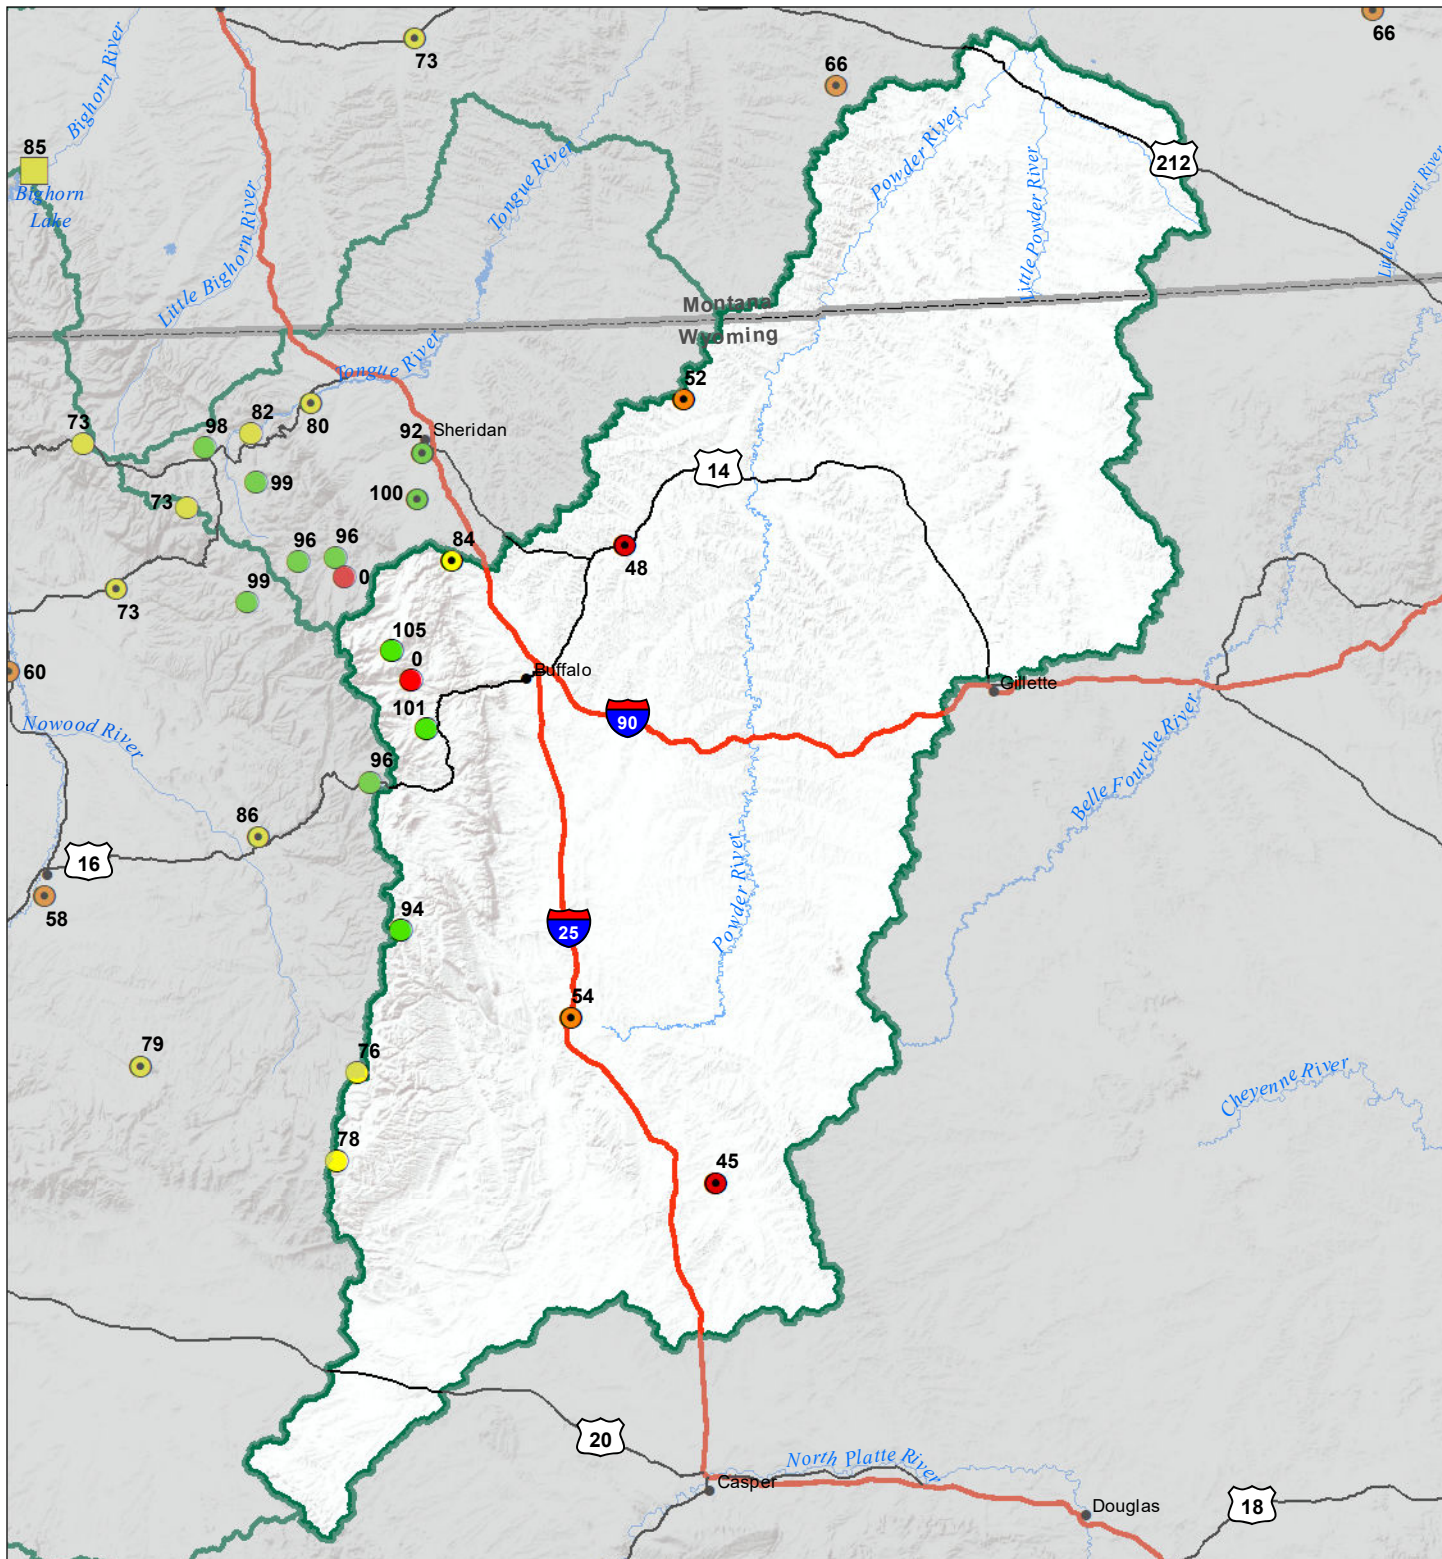 73
66
66
Bighorn River
85
Bighorn
Lake
Tongue River
Powder River
212
Little Powder River
Little Missouri River
Little Bighorn River
Montana
Wyoming
Tongue River
52
73
98
82
80
92
Sheridan
14
99
100
73
96
96
84
48
0
99
73
105
0
60
Buffalo
Gillette
101
90
Nowood River
96
Belle Fourche River
86
16
Powder River
58
94
25
54
79
76
Cheyenne River
78
45
20
North Platte River
Casper
Douglas
18